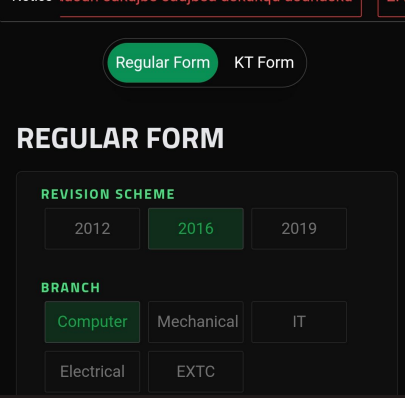 Regular Form KT Form
REGULAR FORM
REVISION SCHEME
2012 2016 2019
BRANCH
Computer Mechanical IT
Electrical EXTC